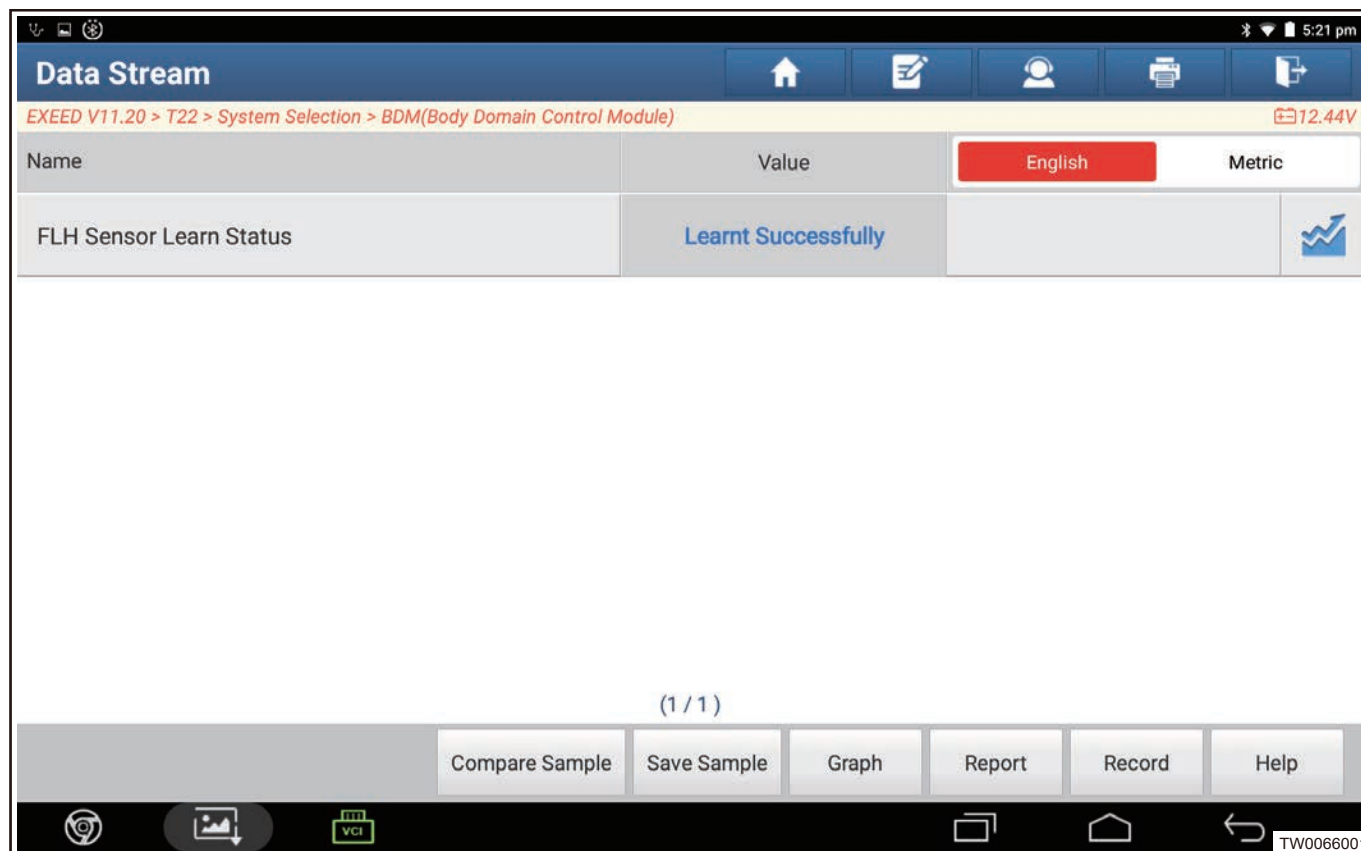 5:21 pm
Data Stream
EXEED V11.20 > T22 > System Selection > BDM(Body Domain Control Module) 12.44V
Name Value English Metric
FLH Sensor Learn Status Learnt Successfully
(1 / 1 )
Compare Sample Save Sample Graph Report Record Help
VCI
TW0066001